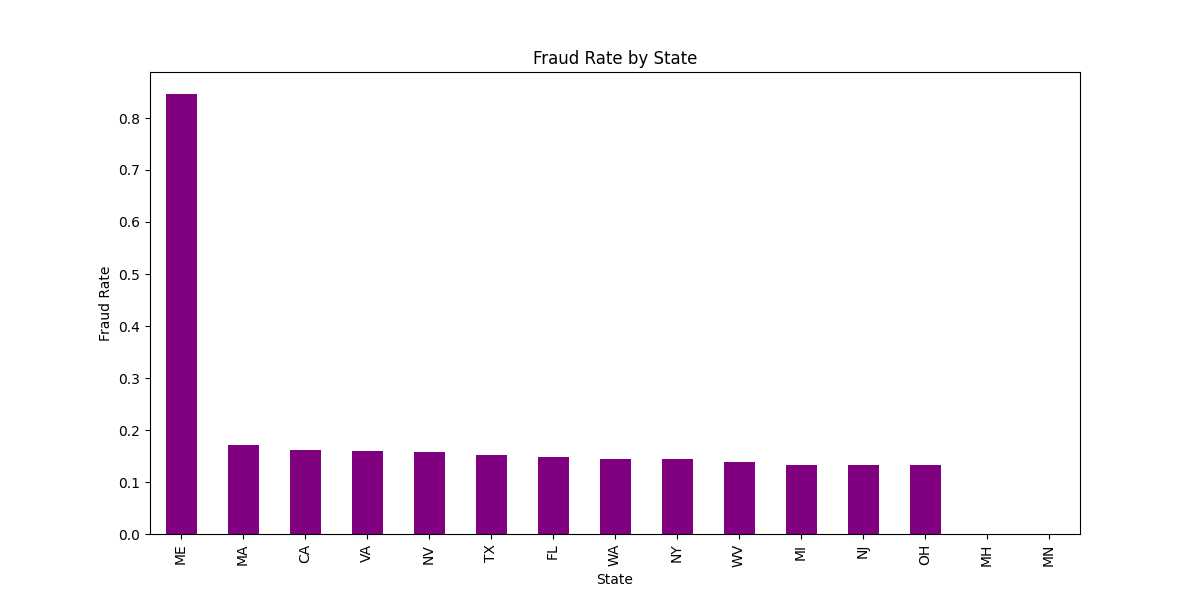 Fraud Rate by State
Fraud Rate
0.8
0.7
0.6
0.5
0.4
0.3
0.2
0.1
0.0
ME MA CA VA NV TX FL WA NY WV MI NJ OH MH MN
State